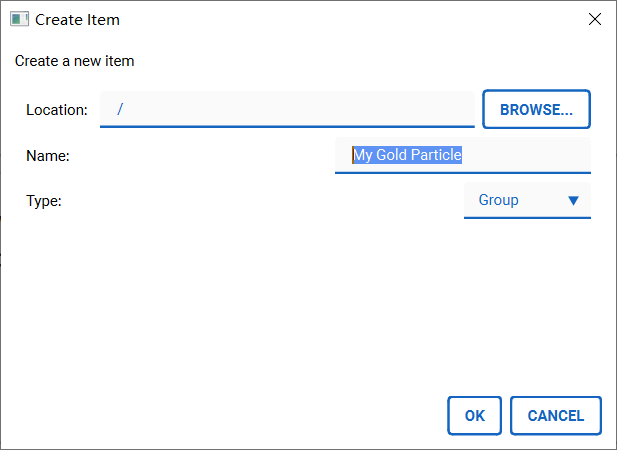 Create Item
Create a new item
Location: / BROWSE...
Name: My Gold Particle
Type: Group
OK CANCEL